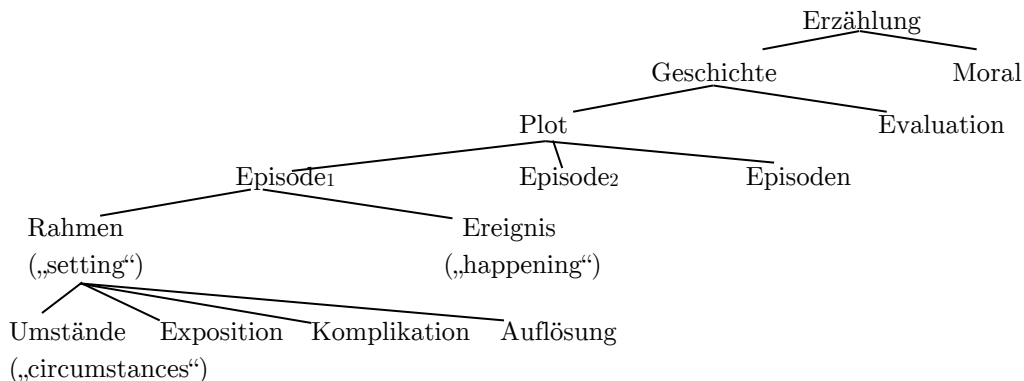 Erzählung
Geschichte Moral
Plot Evaluation
Episode1 Episode2 Episoden
Rahmen Ereignis
(„setting“) („happening“)
Umstände Exposition Komplikation Auflösung
(„circumstances“)